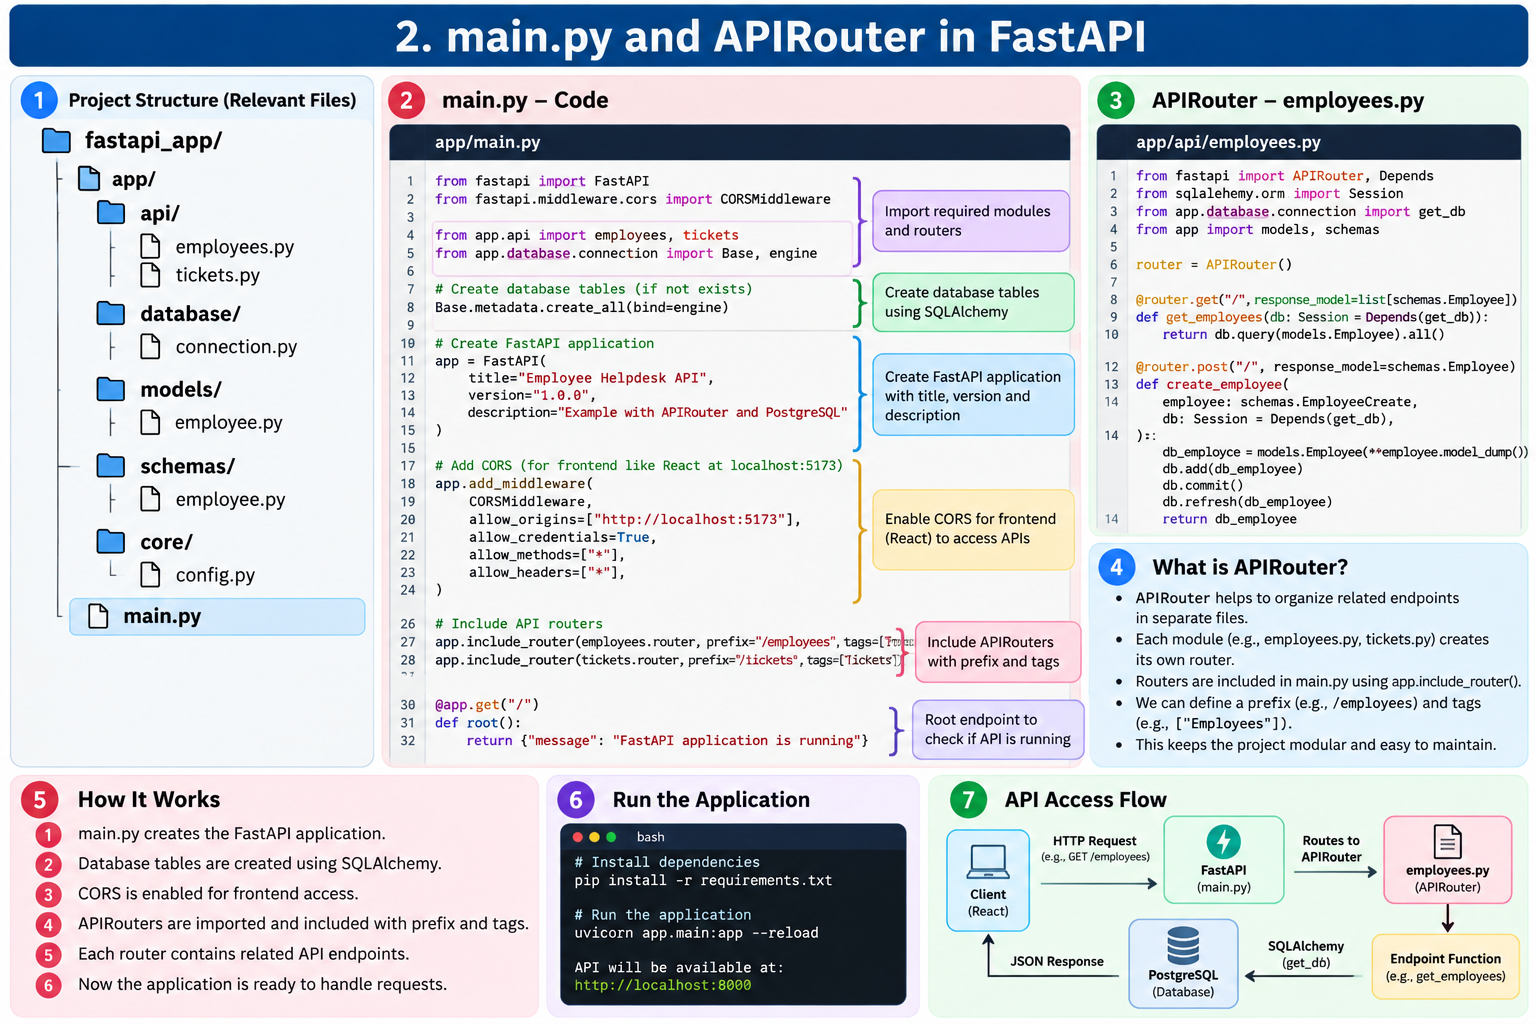 2. main.py and APIRouter in FastAPI
1 Project Structure (Relevant Files)
fastapi_app/
app/
api/
employees.py
tickets.py
database/
connection.py
models/
employee.py
schemas/
employee.py
core/
config.py
main.py
2 main.py – Code
app/main.py
1 from fastapi import FastAPI
2 from fastapi.middleware.cors import CORSMiddleware
3
4 from app.api import employees, tickets
5 from app.database.connection import Base, engine
6
7 # Create database tables (if not exists)
8 Base.metadata.create_all(bind=engine)
9
10 # Create FastAPI application
11 app = FastAPI(
12 title="Employee Helpdesk API",
13 version="1.0.0",
14 description="Example with APIRouter and PostgreSQL"
15 )
15
17 # Add CORS (for frontend like React at localhost:5173)
18 app.add_middleware(
19 CORSMiddleware,
20 allow_origins=["http://localhost:5173"],
21 allow_credentials=True,
22 allow_methods=["*"],
23 allow_headers=["*"],
24 )
26 # Include API routers
27 app.include_router(employees.router, prefix="/employees", tags=[
28 app.include_router(tickets.router, prefix="/tickets", tags=["Tickets"])
30 @app.get("/")
31 def root():
32 return {"message": "FastAPI application is running"}
Import required modules
and routers
Create database tables
using SQLAlchemy
Create FastAPI application
with title, version and
description
Enable CORS for frontend
(React) to access APIs
Include APIRouters
with prefix and tags
Root endpoint to
check if API is running
3 APIRouter – employees.py
app/api/employees.py
1 from fastapi import APIRouter, Depends
2 from sqlalehemy.orm import Session
3 from app.database.connection import get_db
4 from app import models, schemas
5
6 router = APIRouter()
7
8 @router.get("/", response_model=list[schemas.Employee])
9 def get_employees(db: Session = Depends(get_db)):
10 return db.query(models.Employee).all()
12 @router.post("/", response_model=schemas.Employee)
13 def create_employee(
14 employee: schemas.EmployeeCreate,
db: Session = Depends(get_db),
14 )::
db_employce = models.Employee(**employee.model_dump())
db.add(db_employee)
db.commit()
db.refresh(db_employee)
14 return db_employee
4 What is APIRouter?
• APIRouter helps to organize related endpoints
in separate files.
• Each module (e.g., employees.py, tickets.py) creates
its own router.
• Routers are included in main.py using app.include_router().
• We can define a prefix (e.g., /employees) and tags
(e.g., ["Employees"]).
• This keeps the project modular and easy to maintain.
5 How It Works
1 main.py creates the FastAPI application.
2 Database tables are created using SQLAlchemy.
3 CORS is enabled for frontend access.
4 APIRouters are imported and included with prefix and tags.
5 Each router contains related API endpoints.
6 Now the application is ready to handle requests.
6 Run the Application
bash
# Install dependencies
pip install -r requirements.txt
# Run the application
uvicorn app.main:app --reload
API will be available at:
http://localhost:8000
7 API Access Flow
Client
(React)
HTTP Request
(e.g., GET /employees)
FastAPI
(main.py)
Routes to
APIRouter
employees.py
(APIRouter)
Endpoint Function
(e.g., get_employees)
SQLAlchemy
(get_db)
PostgreSQL
(Database)
JSON Response